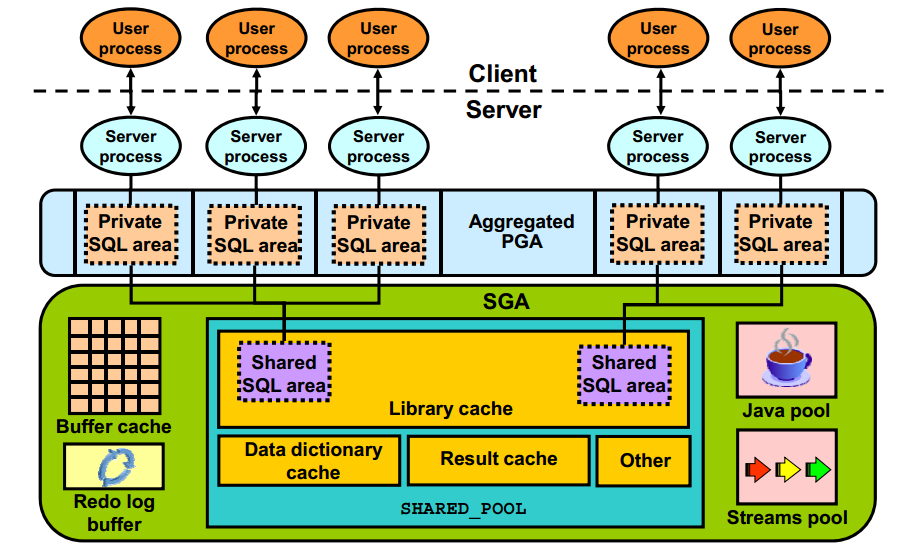 User
process
User
process
User
process
User
process
User
process
Client
Server
Server
process
Server
process
Server
process
Server
process
Server
process
Private
SQL area
Private
SQL area
Private
SQL area
Aggregated
PGA
Private
SQL area
Private
SQL area
SGA
Shared
SQL area
Shared
SQL area
Library cache
Buffer cache
Java pool
Data dictionary
cache
Result cache
Other
Redo log
buffer
SHARED_POOL
Streams pool